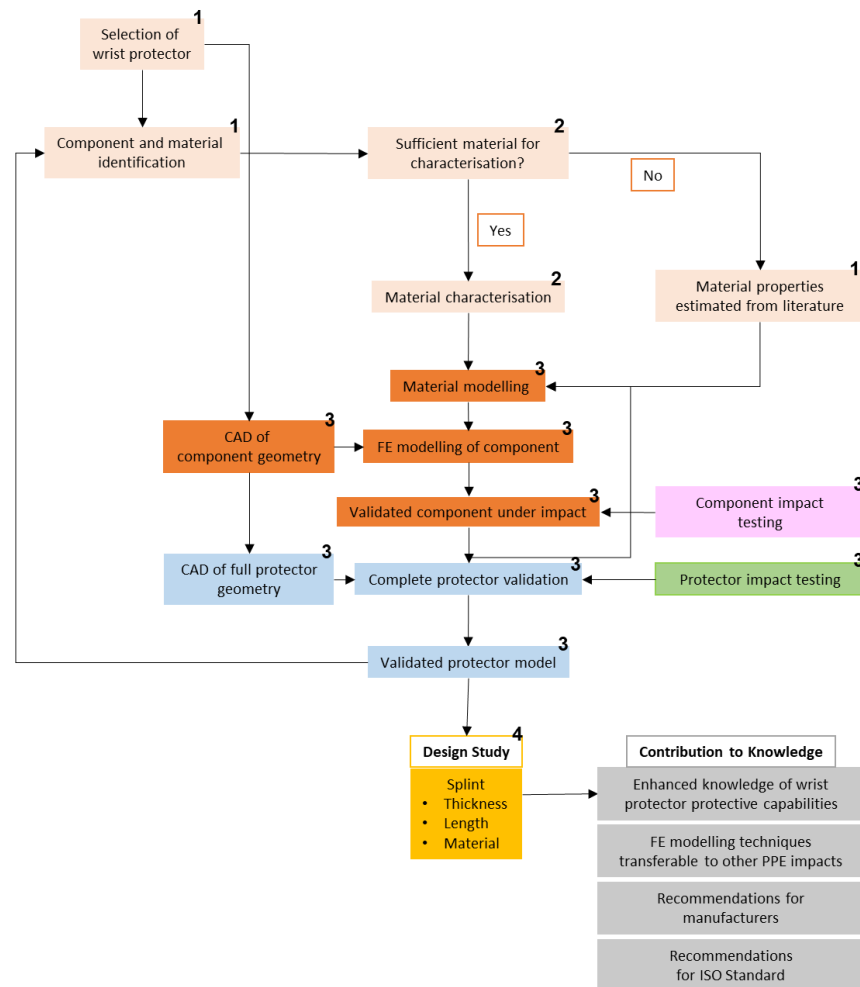 1
Selection of
wrist protector
1
Component and material
identification
2
Sufficient material for
characterisation?
No
Yes
2
Material characterisation
1
Material properties
estimated from literature
3
Material modelling
3
CAD of
component geometry
3
FE modelling of component
3
Validated component under impact
3
Component impact
testing
3
CAD of full protector
geometry
3
Complete protector validation
3
Protector impact testing
3
Validated protector model
4
Design Study
Splint
• Thickness
• Length
• Material
Contribution to Knowledge
Enhanced knowledge of wrist
protector protective capabilities
FE modelling techniques
transferable to other PPE impacts
Recommendations for
manufacturers
Recommendations
for ISO Standard